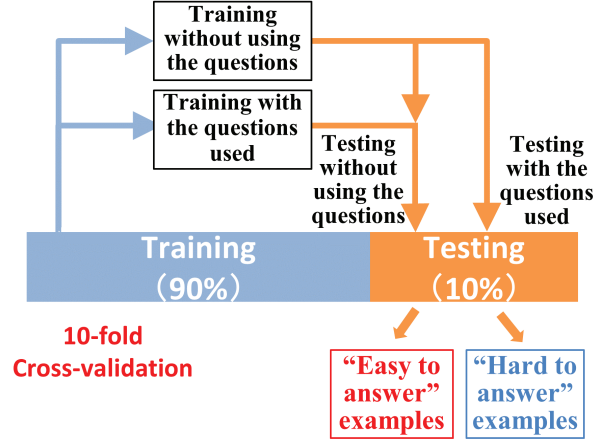 Training
without using
the questions
Training with
the questions
used
Testing
without
using the
questions
Testing
with the
questions
used
Training
（90%）
Testing
（10%）
10-fold
Cross-validation
“Easy to
answer”
examples
“Hard to
answer”
examples